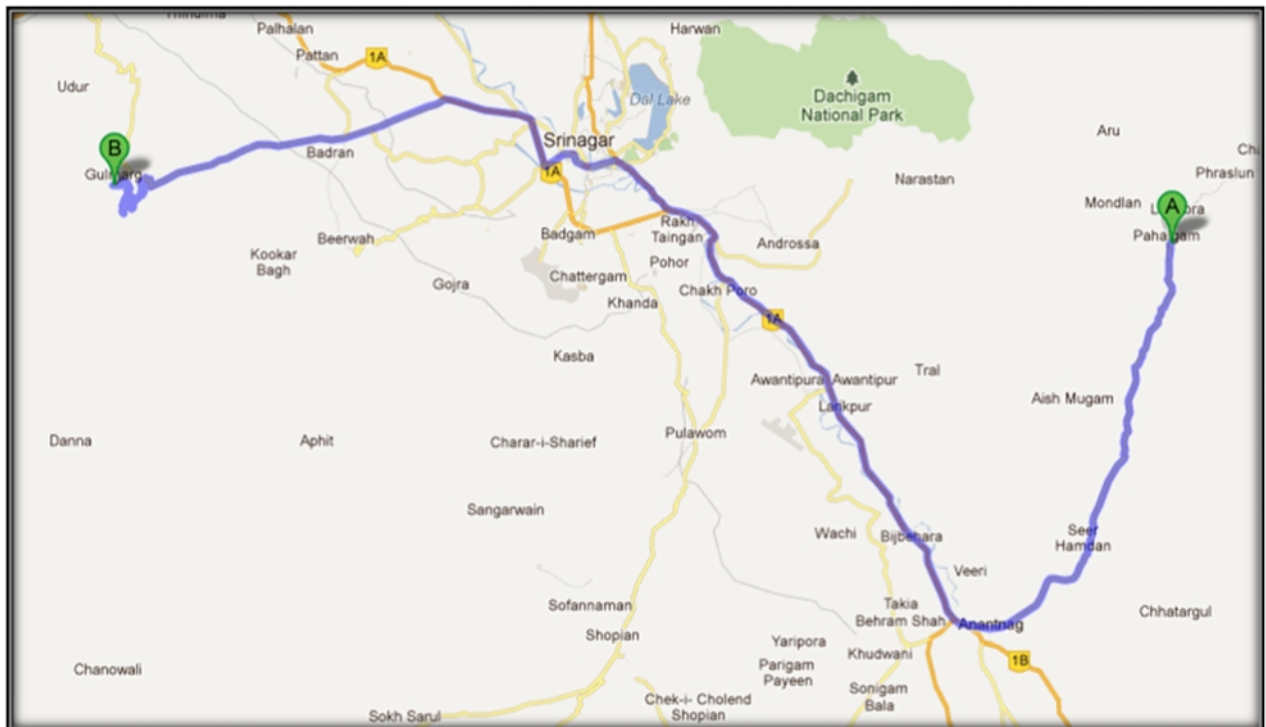 Palhalan
Harwan
Pattan
1A
Udur
Dal Lake
Dachigam
National Park
Aru
Srinagar
B
Badran
1A
Gulmarg
Narastan
Phraslun
Mondlan
A
Pahalgam
Rakh
Taingan
Badgam
Beerwah
Androssa
Kookar
Bagh
Pohor
Chattergam
Gojra
Chakh Poro
Khanda
1A
Kasba
Tral
Awantipura
Awantipur
Aish Mugam
Larikpur
Danna
Aphit
Charar-i-Sharief
Pulawom
Sangarwain
Wachi
Bijbehara
Seer
Hamdan
Veeri
Sofannaman
Takia
Behram Shah
Anantnag
Chhatargul
Shopian
Yaripora
Khudwani
1B
Chanowali
Parigam
Payeen
Sonigam
Bala
Chek-i- Cholend
Shopian
Sokh Sarul